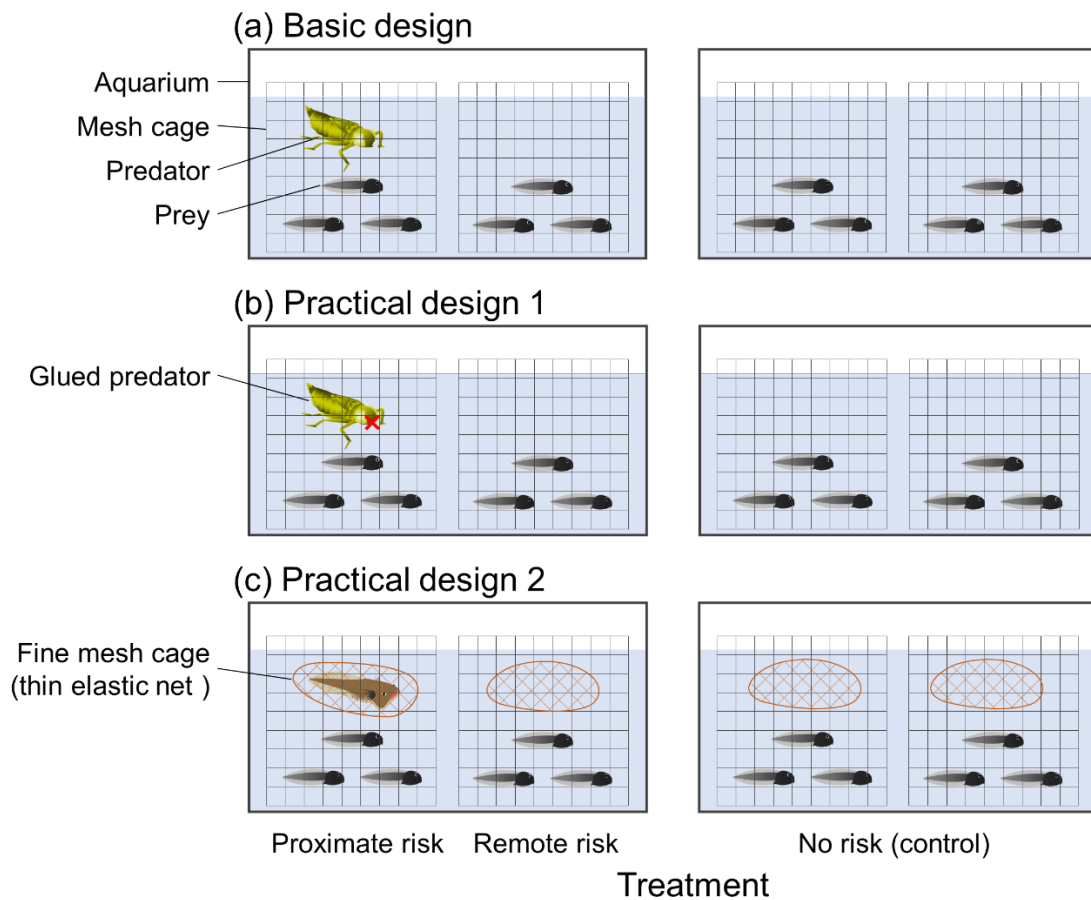 (a) Basic design
Aquarium
Mesh cage
Predator
Prey
(b) Practical design 1
Glued predator
(c) Practical design 2
Fine mesh cage
(thin elastic net )
Proximate risk
Remote risk
No risk (control)
Treatment